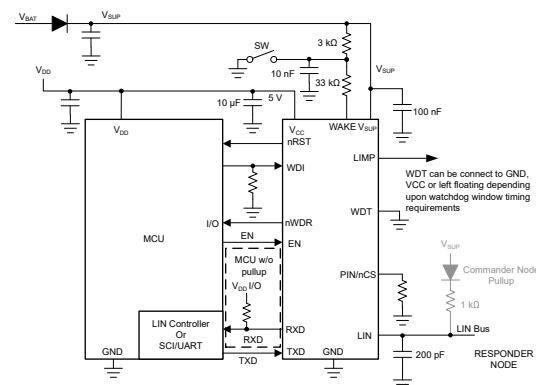 VBAT
VSUP
3 kΩ
SW
VSUP
VDD
10 nF
33 kΩ
10 µF
5 V
100 nF
VDD
VCC
WAKE VSUP
nRST
LIMP
WDI
WDT can be connect to GND,
VCC or left floating depending
upon watchdog window timing
requirements
I/O
nWDR
WDT
MCU
EN
EN
VSUP
MCU w/o
pullup
Commander Node
Pullup
VDD I/O
PIN/nCS
1 kΩ
LIN Controller
Or
SCI/UART
RXD
RXD
LIN
LIN Bus
GND
TXD
TXD
GND
200 pF
RESPONDER
NODE